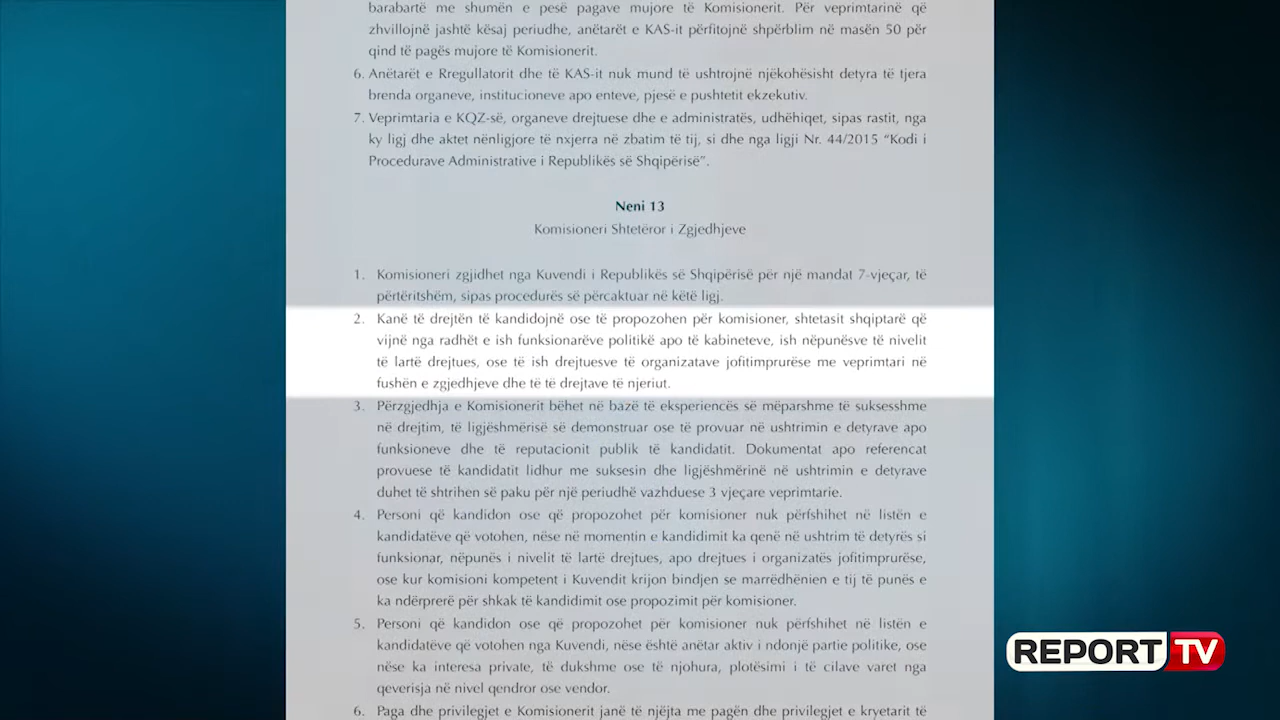 barabartë me shumën e pesë pagave mujore të Komisionerit. Për veprimtarinë që
zhvillojnë jashtë kësaj periudhe, anëtarët e KAS-it përfitojnë shpërblim në masën 50 për
qind të pagës mujore të Komisionerit.
6. Anëtarët e Rregullatorit dhe të KAS-it nuk mund të ushtrojnë njëkohësisht detyra të tjera
brenda organeve, institucioneve apo enteve, pjesë e pushtetit ekzekutiv.
7. Veprimtaria e KQZ-së, organeve drejtuese dhe e administratës, udhëhiqet, sipas rastit, nga
ky ligj dhe aktet nënligjore të nxjerra në zbatim të tij, si dhe nga ligji Nr. 44/2015 “Kodi i
Procedurave Administrative i Republikës së Shqipërisë”.
Neni 13
Komisioneri Shtetëror i Zgjedhjeve
1. Komisioneri zgjidhet nga Kuvendi i Republikës së Shqipërisë për një mandat 7-vjeçar, të
përtëritshëm, sipas procedurës së përcaktuar në këtë ligj.
2. Kanë të drejtën të kandidojnë ose të propozohen për komisioner, shtetasit shqiptarë që
vijnë nga radhët e ish funksionarëve politikë apo të kabineteve, ish nëpunësve të nivelit
të lartë drejtues, ose të ish drejtuesve të organizatave jofitimprurëse me veprimtari në
fushën e zgjedhjeve dhe të të drejtave të njeriut.
3. Përzgjedhja e Komisionerit bëhet në bazë të eksperiencës së mëparshme të suksesshme
në drejtim, të ligjëshmërisë së demonstruar ose të provuar në ushtrimin e detyrave apo
funksioneve dhe të reputacionit publik të kandidatit. Dokumentat apo referencat
provuese të kandidatit lidhur me suksesin dhe ligjëshmërinë në ushtrimin e detyrave
duhet të shtrihen së paku për një periudhë vazhduese 3 vjeçare veprimtarie.
4. Personi që kandidon ose që propozohet për komisioner nuk përfshihet në listën e
kandidatëve që votohen, nëse në momentin e kandidimit ka qenë në ushtrim të detyrës si
funksionar, nëpunës i nivelit të lartë drejtues, apo drejtues i organizatës jofitimprurëse,
ose kur komisioni kompetent i Kuvendit krijon bindjen se marrëdhënien e tij të punës e
ka ndërprerë për shkak të kandidimit ose propozimit për komisioner.
5. Personi që kandidon ose që propozohet për komisioner nuk përfshihet në listën e
kandidatëve që votohen nga Kuvendi, nëse është anëtar aktiv i ndonjë partie politike, ose
nëse ka interesa private, të dukshme ose të njohura, plotësimi i të cilave varet nga
qeverisja në nivel qendror ose vendor.
6. Paga dhe privilegjet e Komisionerit janë të njëjta me pagën dhe privilegjet e kryetarit të
REPORT TV